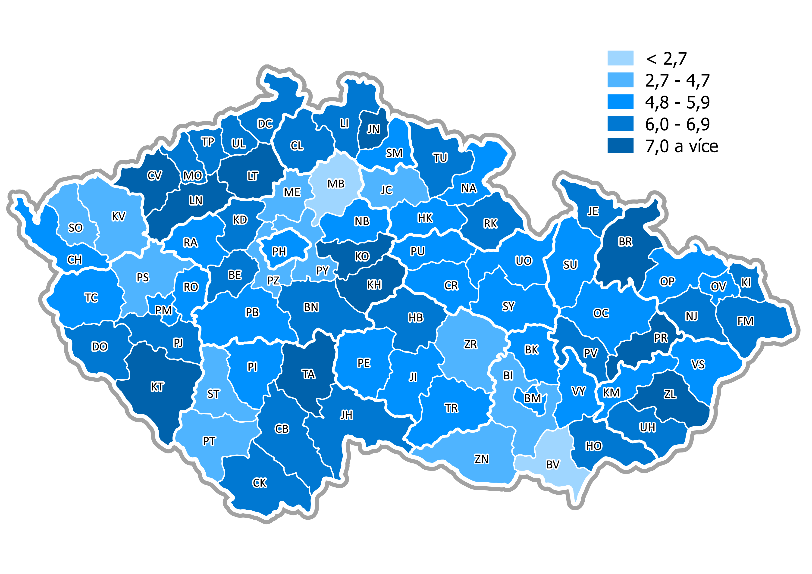 < 2,7
2,7 - 4,7
4,8 - 5,9
6,0 - 6,9
7,0 a více
DC
LI
JN
TP
UL
CL
SM
TU
CV
MO
LT
ME
MB
JC
NA
LN
SO
KV
KD
NB
HK
RK
JE
BR
CH
RA
PH
KO
PU
UO
SU
PS
BE
PZ
PY
KH
CR
OP
OV
KI
TC
RO
PM
PB
BN
SY
OC
NJ
FM
HB
DO
PJ
ZR
BK
PV
PR
VS
KT
PI
TA
PE
JI
BI
ST
TR
BM
VY
KM
ZL
JH
CB
UH
PT
HO
ZN
BV
CK